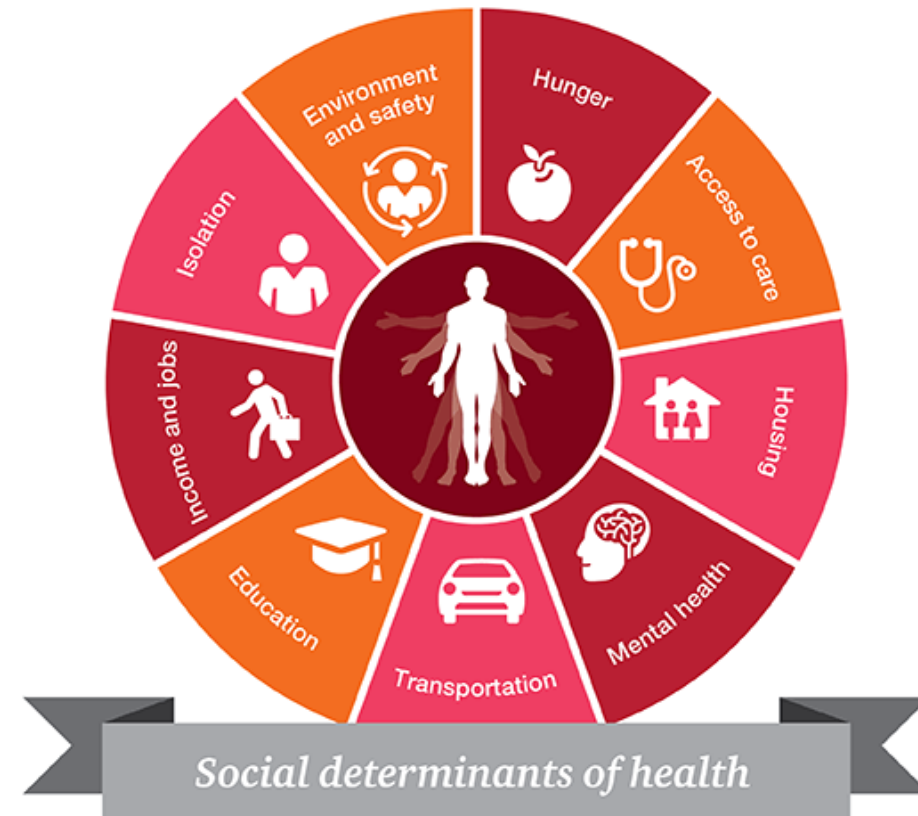 Environment
and safety
Hunger
Access to care
Housing
Mental health
Transportation
Education
Income and jobs
Isolation
Social determinants of health